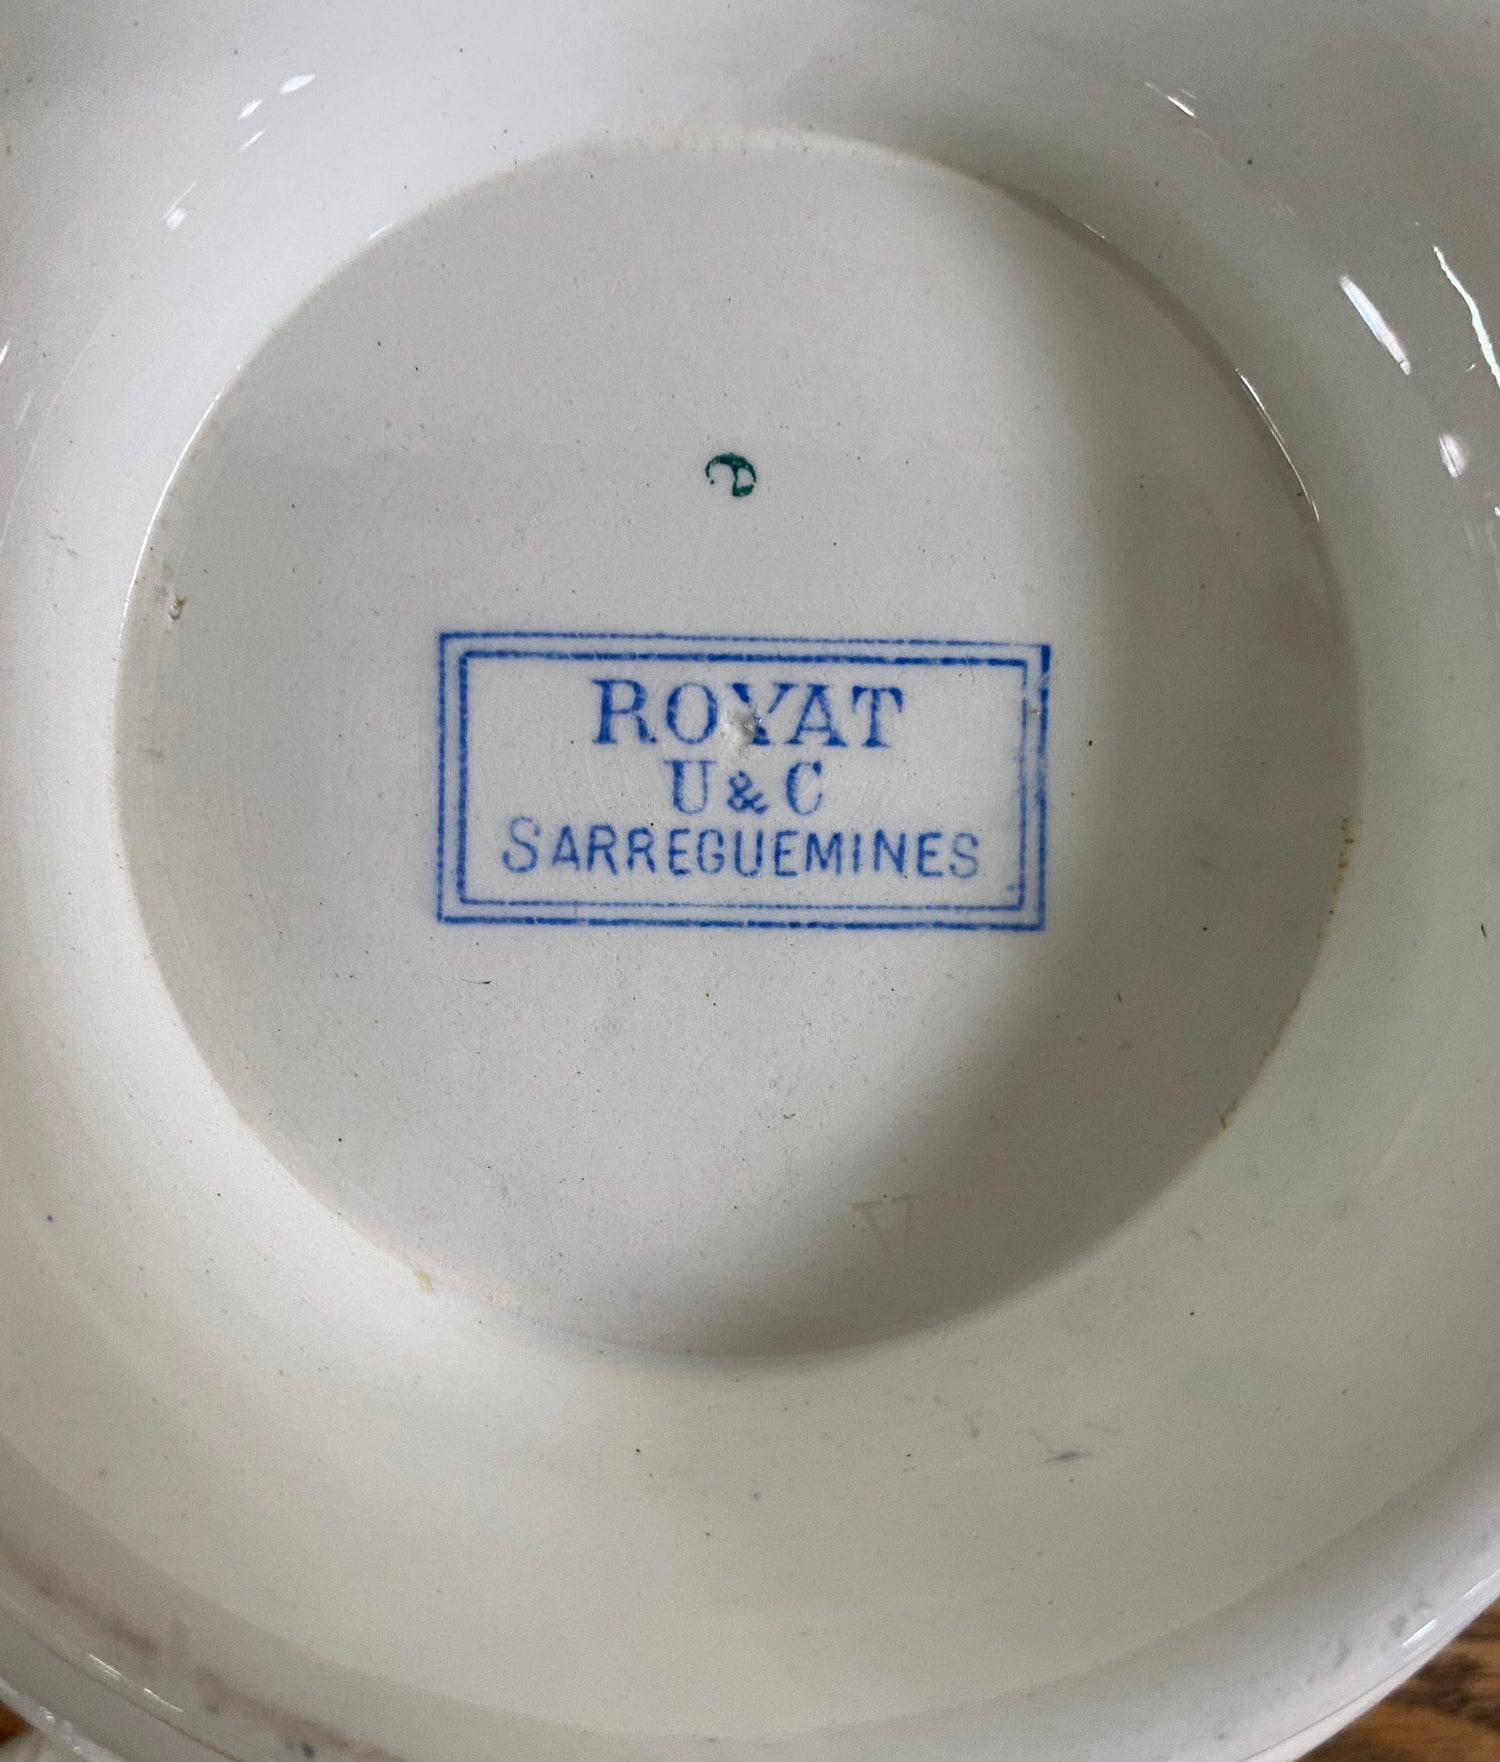 ROYAT
U & C
SARREGUEMINES